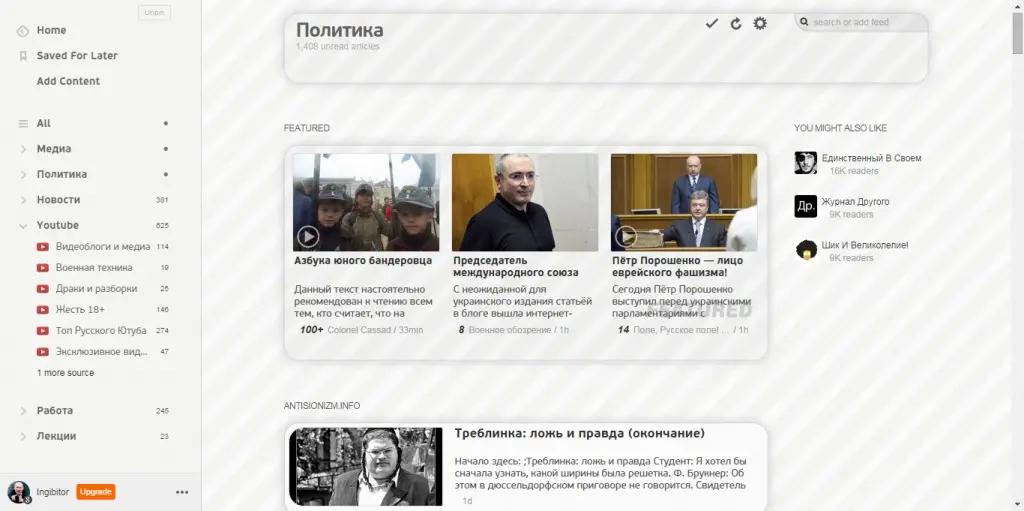 Unpin
Home
Saved For Later
Add Content
All
Медиа
Политика
Новости 381
Youtube 625
Видеоблоги и медиа 114
Военная техника 19
Драки и разборки 25
Жесть 18+ 146
Топ Русского Ютуба 274
Эксклюзивное вид... 47
1 more source
Работа 245
Лекции 23
Ingibitor Upgrade
Политика
1,408 unread articles
search or add feed
FEATURED
Азбука юного бандеровца
Данный текст настоятельно
рекомендован к чтению всем
тем, кто считает, что на
100+ Colonel Cassad / 33min
Председатель
международного союза
С неожиданной для
украинского издания статьёй
в блоге вышла интернет-
8 Военное обозрение / 1h
Пётр Порошенко — лицо
еврейского фашизма!
Сегодня Пётр Порошенко
выступил перед украинскими
парламентариями с
FEATURED
14 Поле, Русское поле! ... / 1h
YOU MIGHT ALSO LIKE
Единственный В Своем
16K readers
Др.
Журнал Другого
9K readers
Шик И Великолепие!
9K readers
ANTISIONIZM.INFO
Треблинка: ложь и правда (окончание)
Начало здесь: ;Треблинка: ложь и правда Студент: Я хотел бы
сначала узнать, какой ширины была решетка. Ф. Брукнер: Об
этом в дюссельдорфском приговоре не говорится. Свидетель
1d